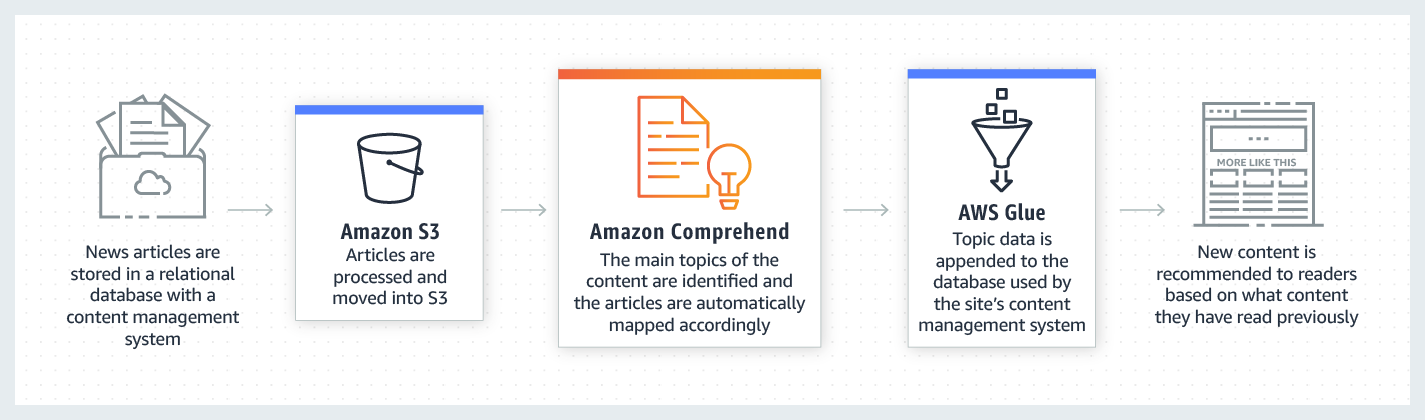 News articles are
stored in a relational
database with a
content management
system
Amazon S3
Articles are
processed and
moved into S3
Amazon Comprehend
The main topics of the
content are identified and
the articles are automatically
mapped accordingly
AWS Glue
Topic data is
appended to the
database used by
the site's content
management system
MORE LIKE THIS
New content is
recommended to readers
based on what content
they have read previously